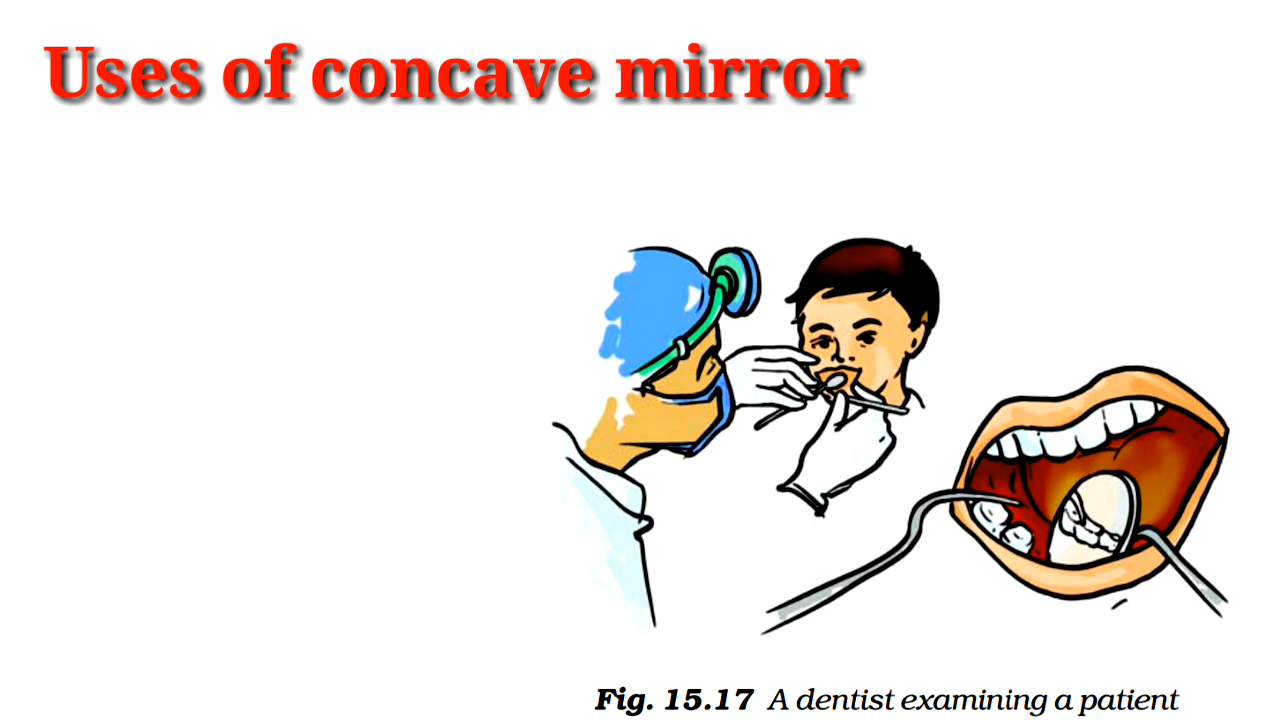 Uses of concave mirror
Fig. 15.17 A dentist examining a patient